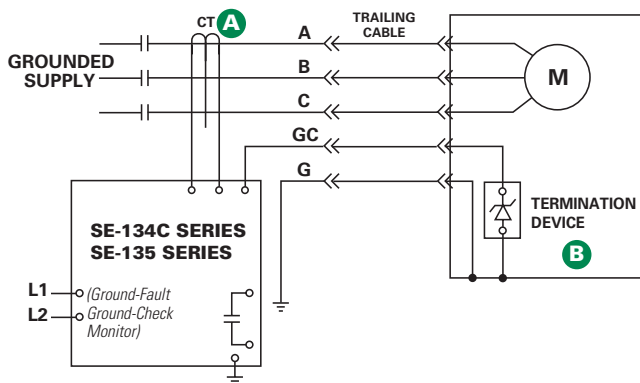 CT A
A
TRAILING
CABLE
GROUNDED
SUPPLY
B
C
M
GC
G
SE-134C SERIES
SE-135 SERIES
TERMINATION
DEVICE
B
L1
L2
(Ground-Fault
Ground-Check
Monitor)